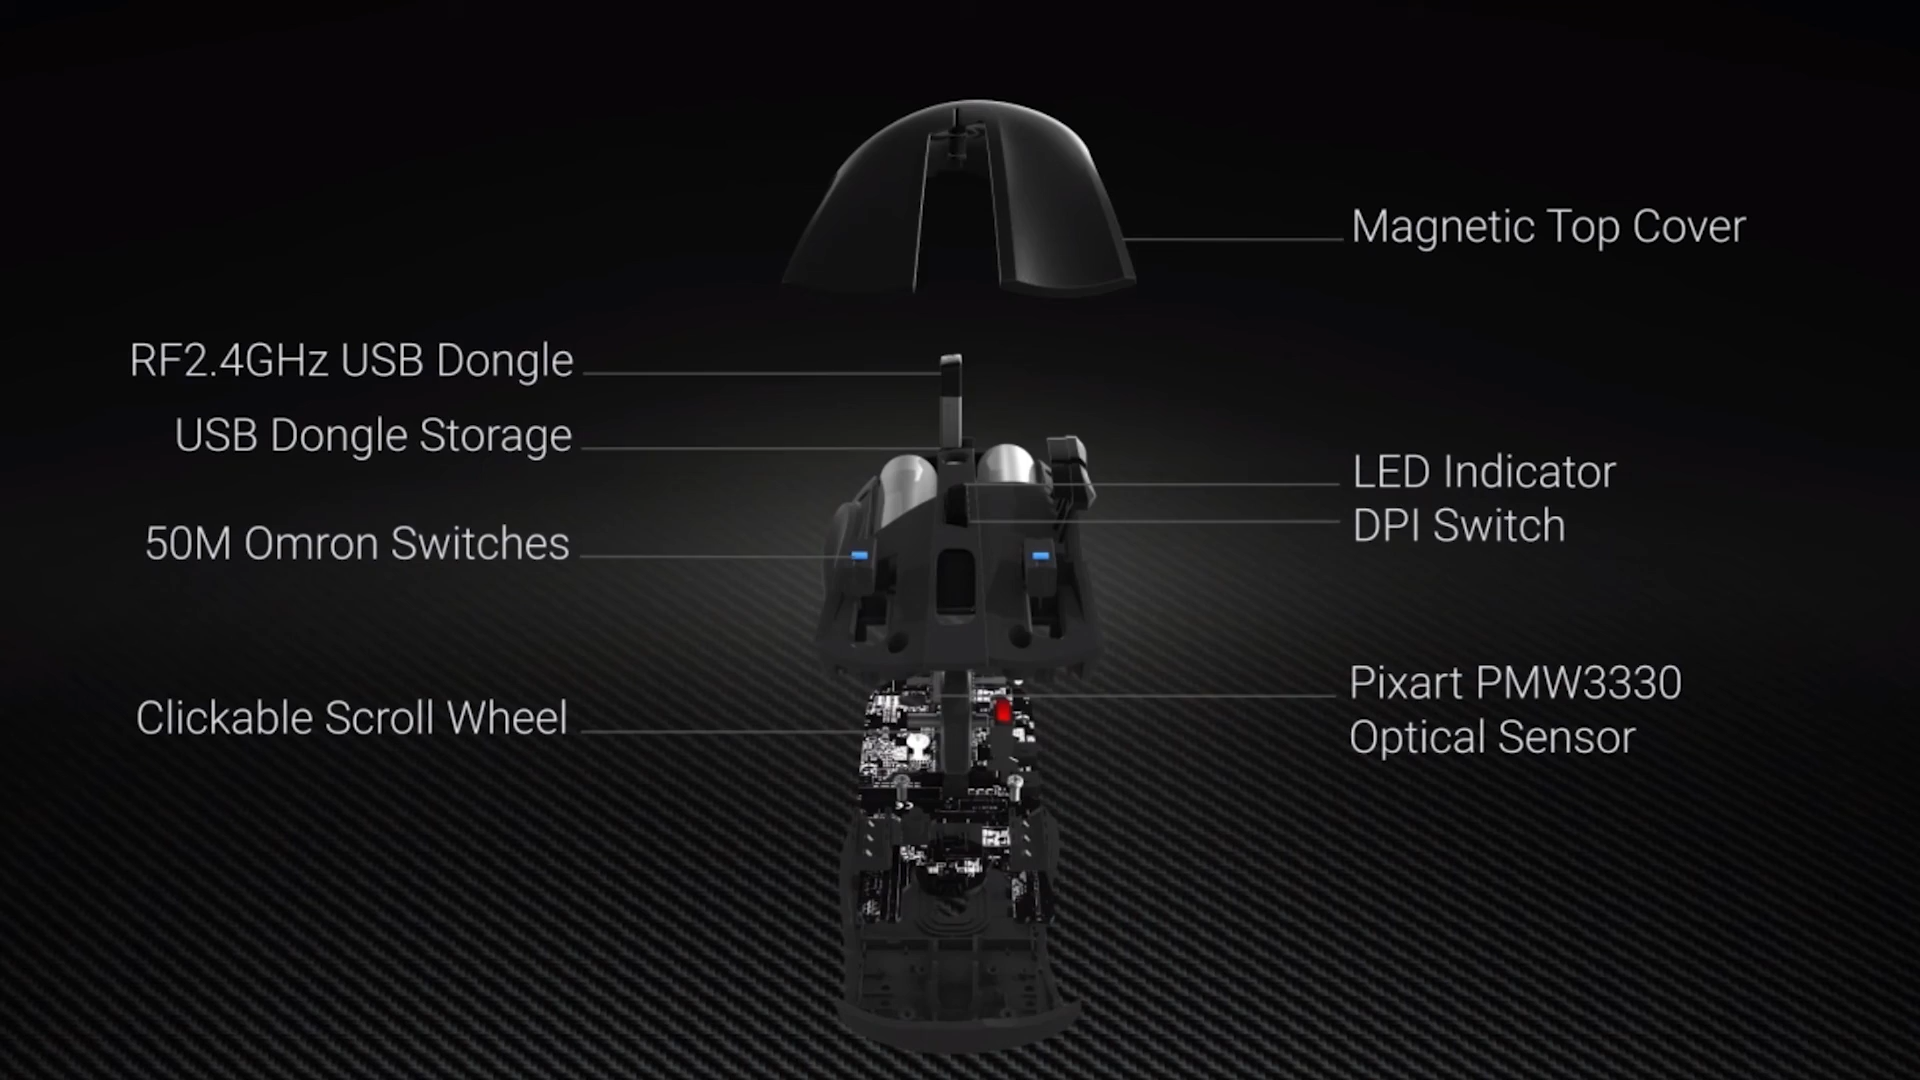 Magnetic Top Cover
RF2.4GHz USB Dongle
USB Dongle Storage
LED Indicator
DPI Switch
50M Omron Switches
Pixart PMW3330
Optical Sensor
Clickable Scroll Wheel